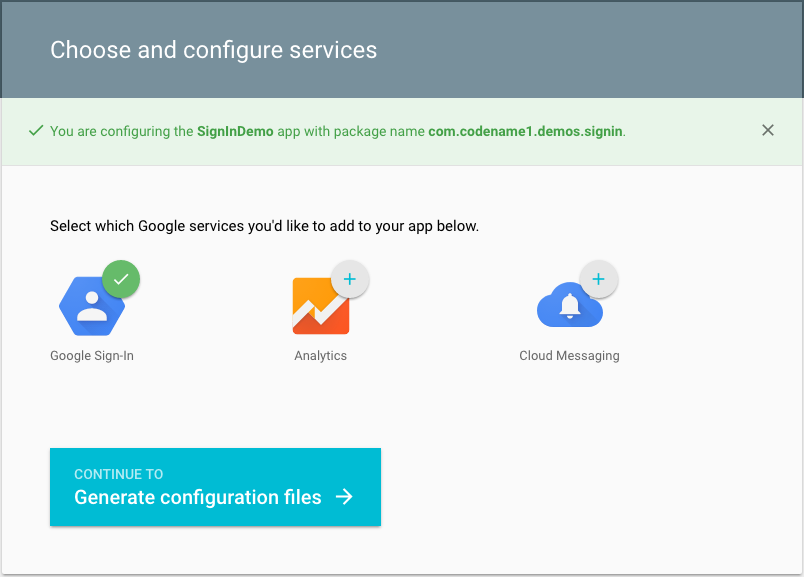 Choose and configure services
You are configuring the SignInDemo app with package name com.codename1.demos.signin.
Select which Google services you'd like to add to your app below.
Google Sign-In
Analytics
Cloud Messaging
CONTINUE TO
Generate configuration files